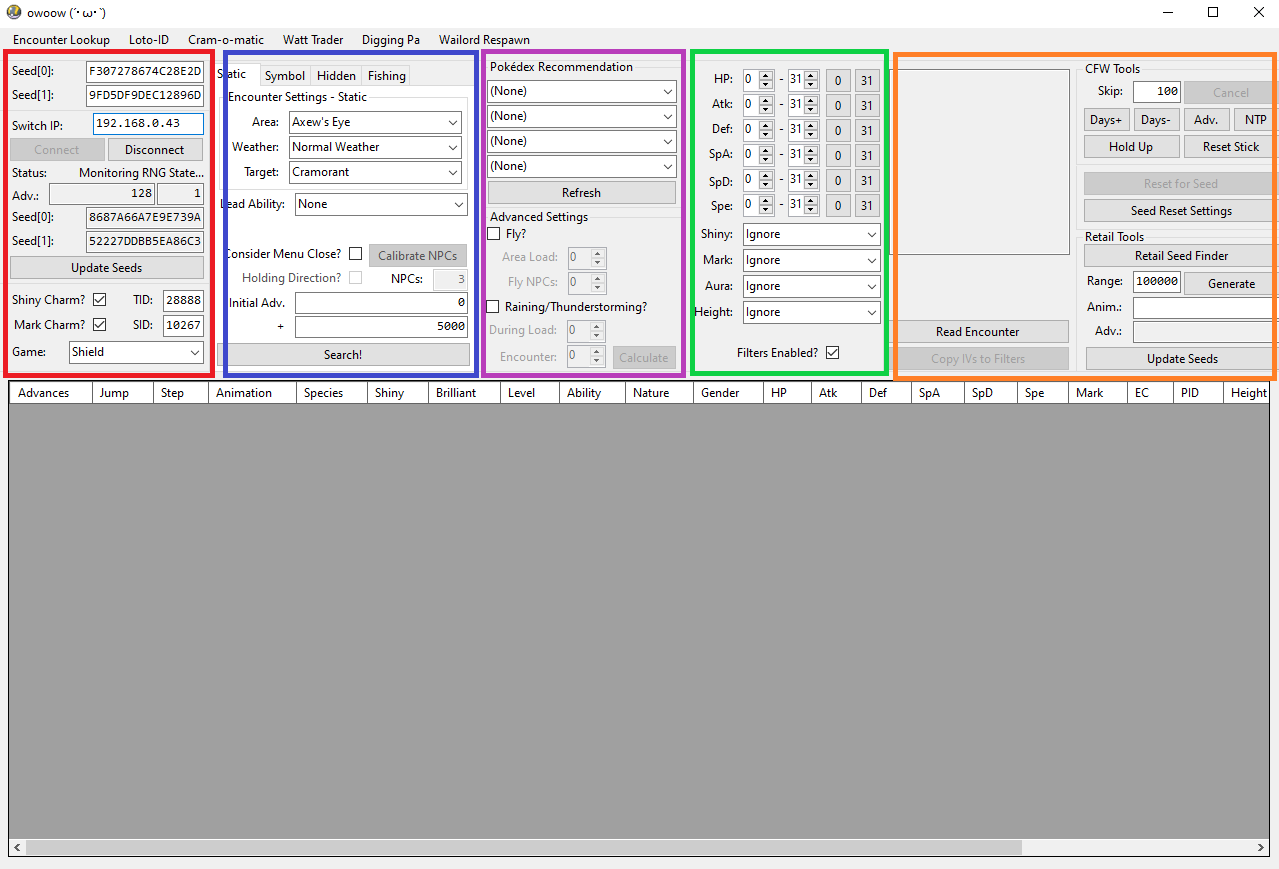 owoow (´･ω･`)
Encounter Lookup Loto-ID Cram-o-matic Watt Trader Digging Pa Wailord Respawn
Seed[0]: F307278674C28E2D
Seed[1]: 9FD5DF9DEC12896D
Switch IP: 192.168.0.43
Connect Disconnect
Status: Monitoring RNG State...
Adv.: 128 1
Seed[0]: 8687A66A7E9E739A
Seed[1]: 52227DDBB5EA86C3
Update Seeds
Shiny Charm? TID: 28888
Mark Charm? SID: 10267
Game: Shield
Static Symbol Hidden Fishing
Encounter Settings - Static
Area: Axew's Eye
Weather: Normal Weather
Target: Cramorant
Lead Ability: None
Consider Menu Close? Calibrate NPCs
Holding Direction? NPCs: 3
Initial Adv. 0
+ 5000
Search!
Pokédex Recommendation
(None)
(None)
(None)
(None)
Refresh
Advanced Settings
Fly?
Area Load: 0
Fly NPCs: 0
Raining/Thunderstorming?
During Load: 0
Encounter: 0 Calculate
HP: 0 - 31 0 31
Atk: 0 - 31 0 31
Def: 0 - 31 0 31
SpA: 0 - 31 0 31
SpD: 0 - 31 0 31
Spe: 0 - 31 0 31
Shiny: Ignore
Mark: Ignore
Aura: Ignore
Height: Ignore
Filters Enabled?
Read Encounter
Copy IVs to Filters
CFW Tools
Skip: 100 Cancel
Days+ Days- Adv. NTP
Hold Up Reset Stick
Reset for Seed
Seed Reset Settings
Retail Tools
Retail Seed Finder
Range: 100000 Generate
Anim.:
Adv.:
Update Seeds
Advances Jump Step Animation Species Shiny Brilliant Level Ability Nature Gender HP Atk Def SpA SpD Spe Mark EC PID Height